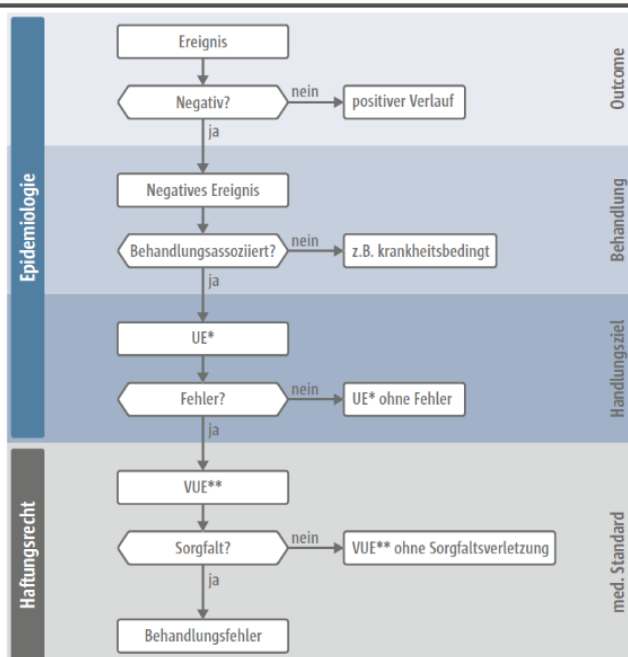 Ereignis
Negativ?
nein
positiver Verlauf
ja
Outcome
Negatives Ereignis
Behandlungsassoziiert?
nein
z.B. krankheitsbedingt
ja
Behandlung
Epidemiologie
UE*
Fehler?
nein
UE* ohne Fehler
ja
Handlungsziel
VUE**
Sorgfalt?
nein
VUE** ohne Sorgfaltsverletzung
ja
Behandlungsfehler
Haftungsrecht
med. Standard